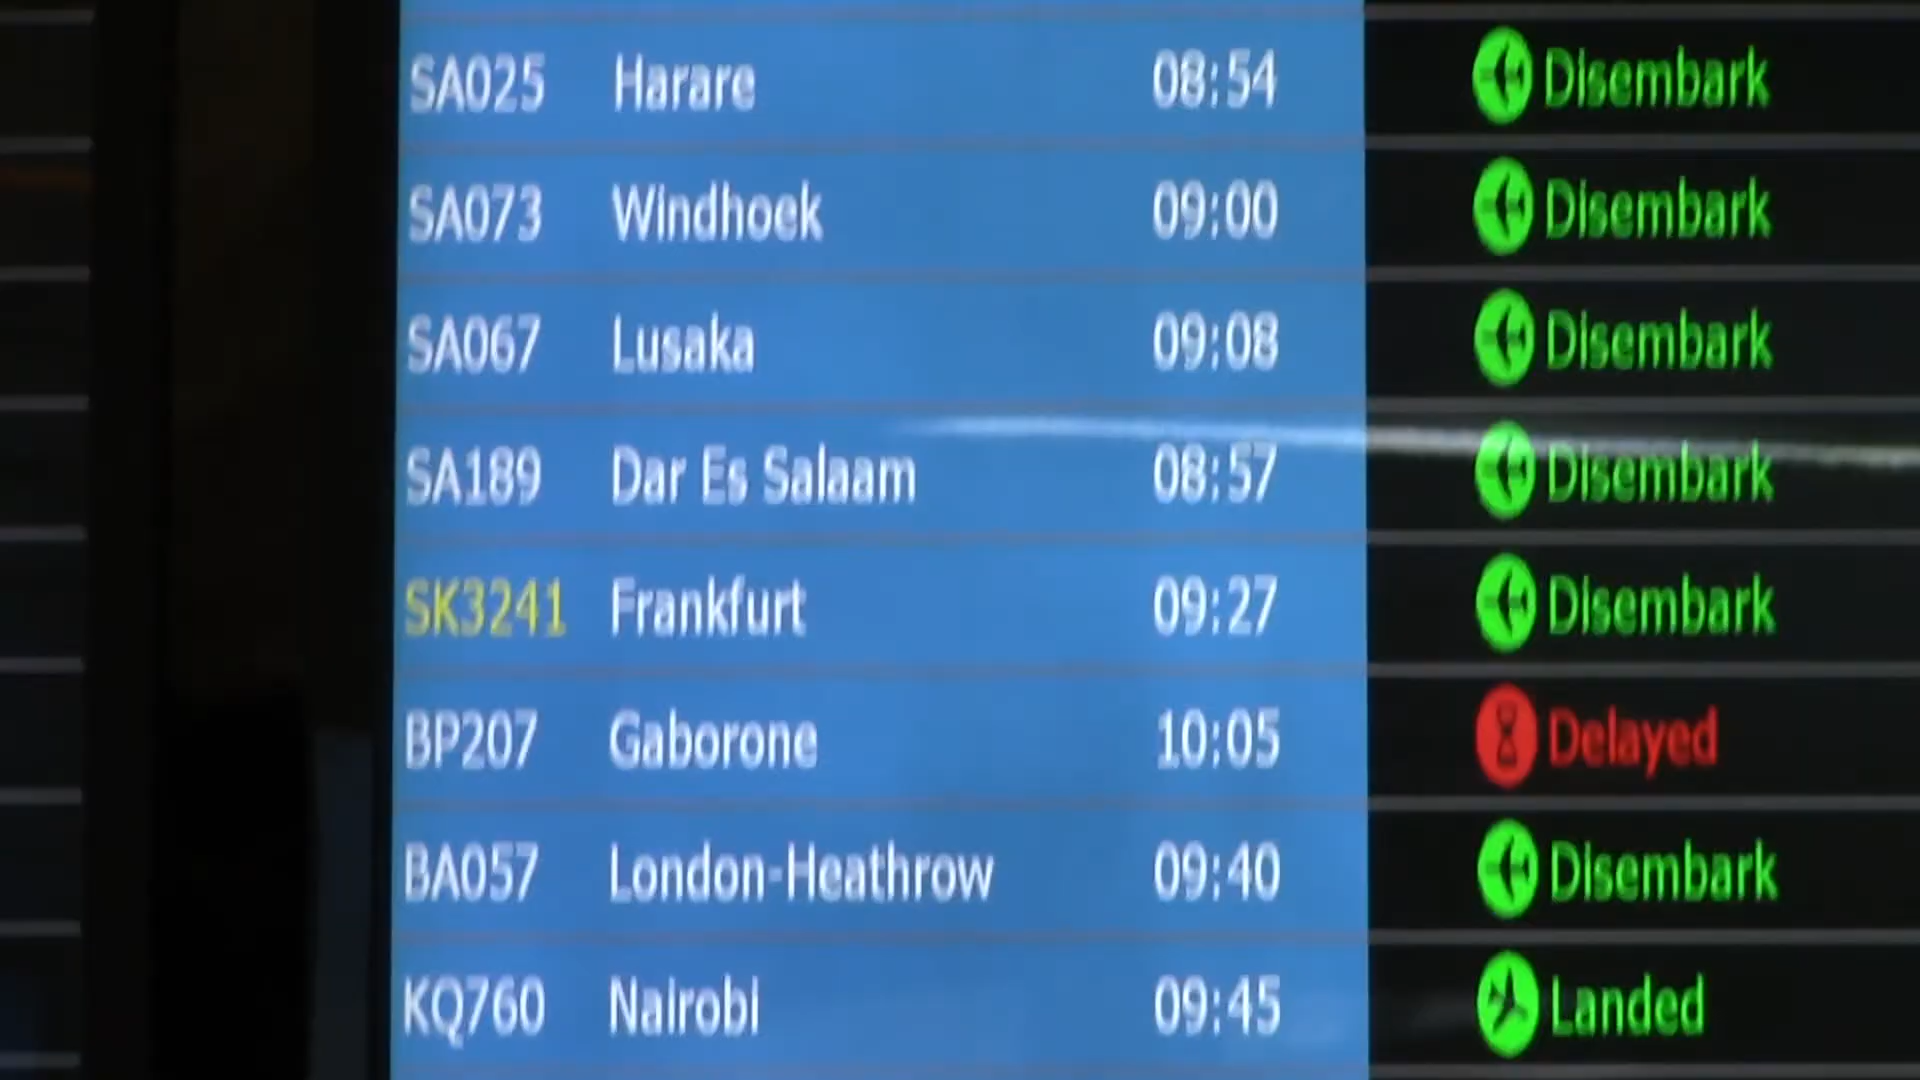 SA025 Harare 08:54 Disembark
SA073 Windhoek 09:00 Disembark
SA067 Lusaka 09:08 Disembark
SA189 Dar Es Salaam 08:57 Disembark
SK3241 Frankfurt 09:27 Disembark
BP207 Gaborone 10:05 Delayed
BA057 London-Heathrow 09:40 Disembark
KQ760 Nairobi 09:45 Landed